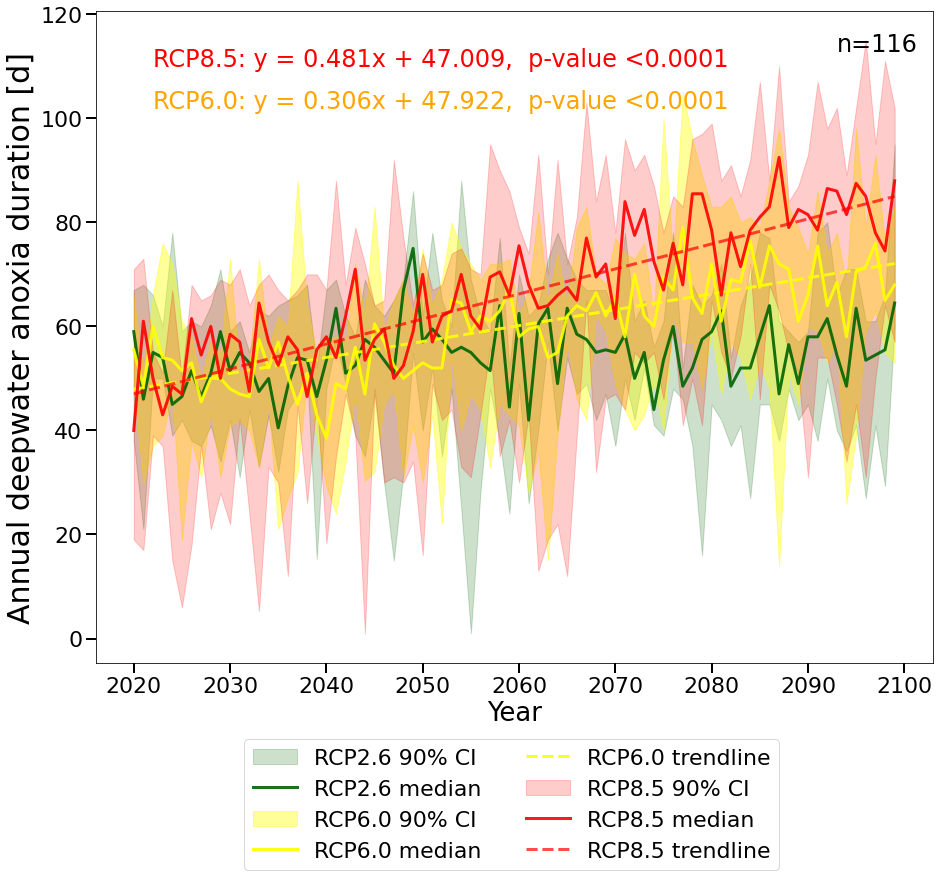 120
RCP8.5: y = 0.481x + 47.009,  p-value <0.0001
n=116
RCP6.0: y = 0.306x + 47.922,  p-value <0.0001
100
80
60
40
20
0
Annual deepwater anoxia duration [d]
2020 2030 2040 2050 2060 2070 2080 2090 2100
Year
RCP2.6 90% CI
RCP2.6 median
RCP6.0 90% CI
RCP6.0 median
RCP6.0 trendline
RCP8.5 90% CI
RCP8.5 median
RCP8.5 trendline